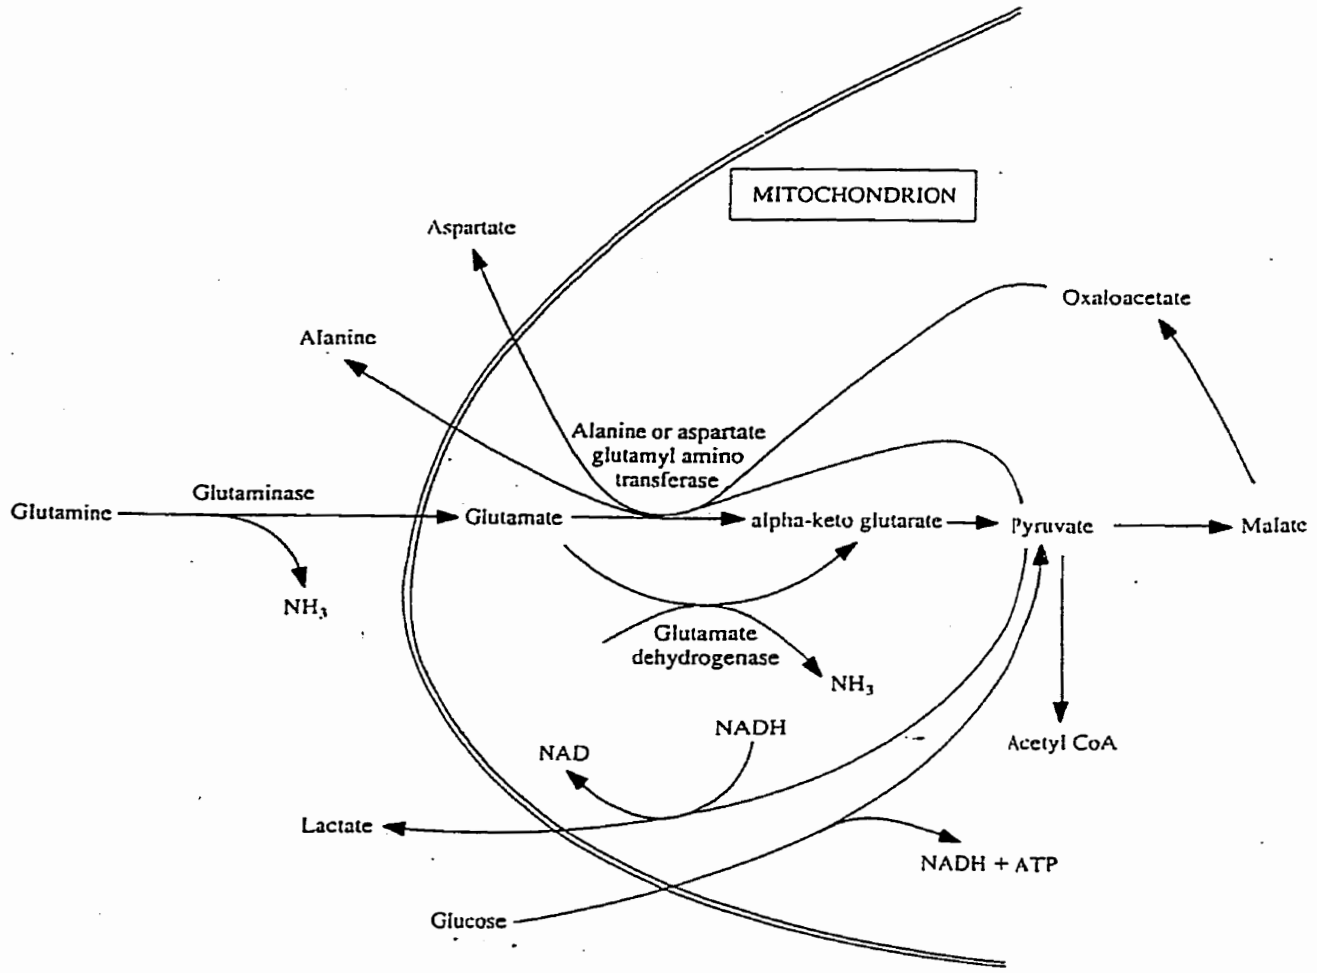 MITOCHONDRION
Aspartate
Oxaloacetate
Alanine
Alanine or aspartate
glutamyl amino
transferase
Glutaminase
Glutamine
Glutamate
alpha-keto glutarate
Pyruvate
Malate
NH₃
Glutamate
dehydrogenase
NH₃
NADH
NAD
Acetyl CoA
Lactate
NADH + ATP
Glucose